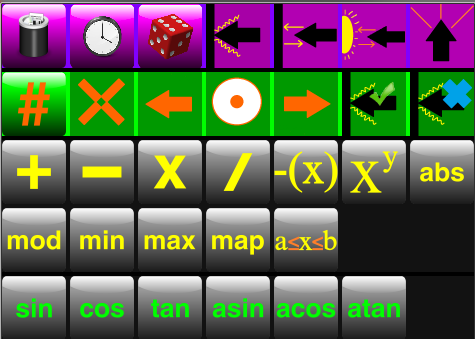 #
+ − x / -(x) X^y abs
mod min max map a≤x≤b
sin cos tan asin acos atan